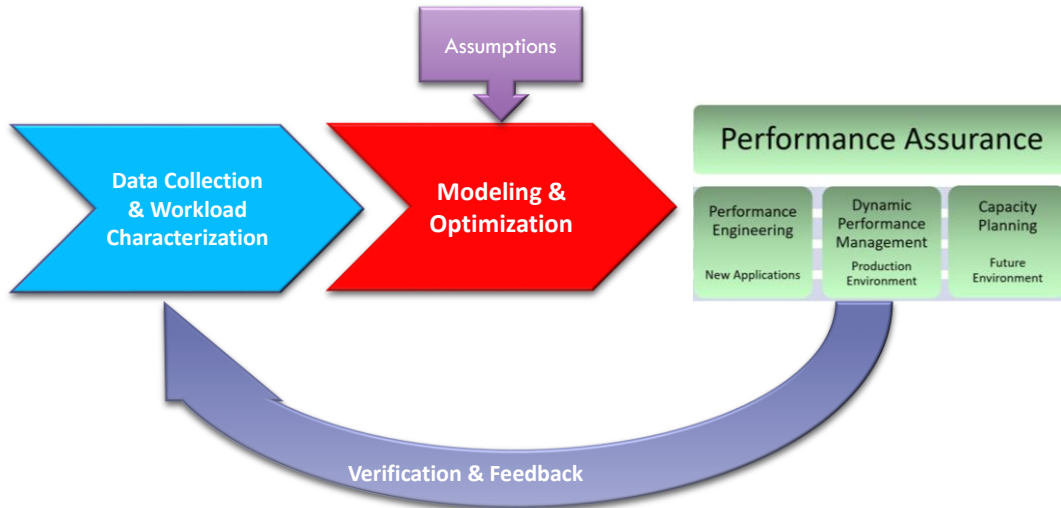 Assumptions
Data Collection
& Workload
Characterization
Modeling &
Optimization
Performance Assurance
Performance
Engineering
New Applications
Dynamic
Performance
Management
Production
Environment
Capacity
Planning
Future
Environment
Verification & Feedback